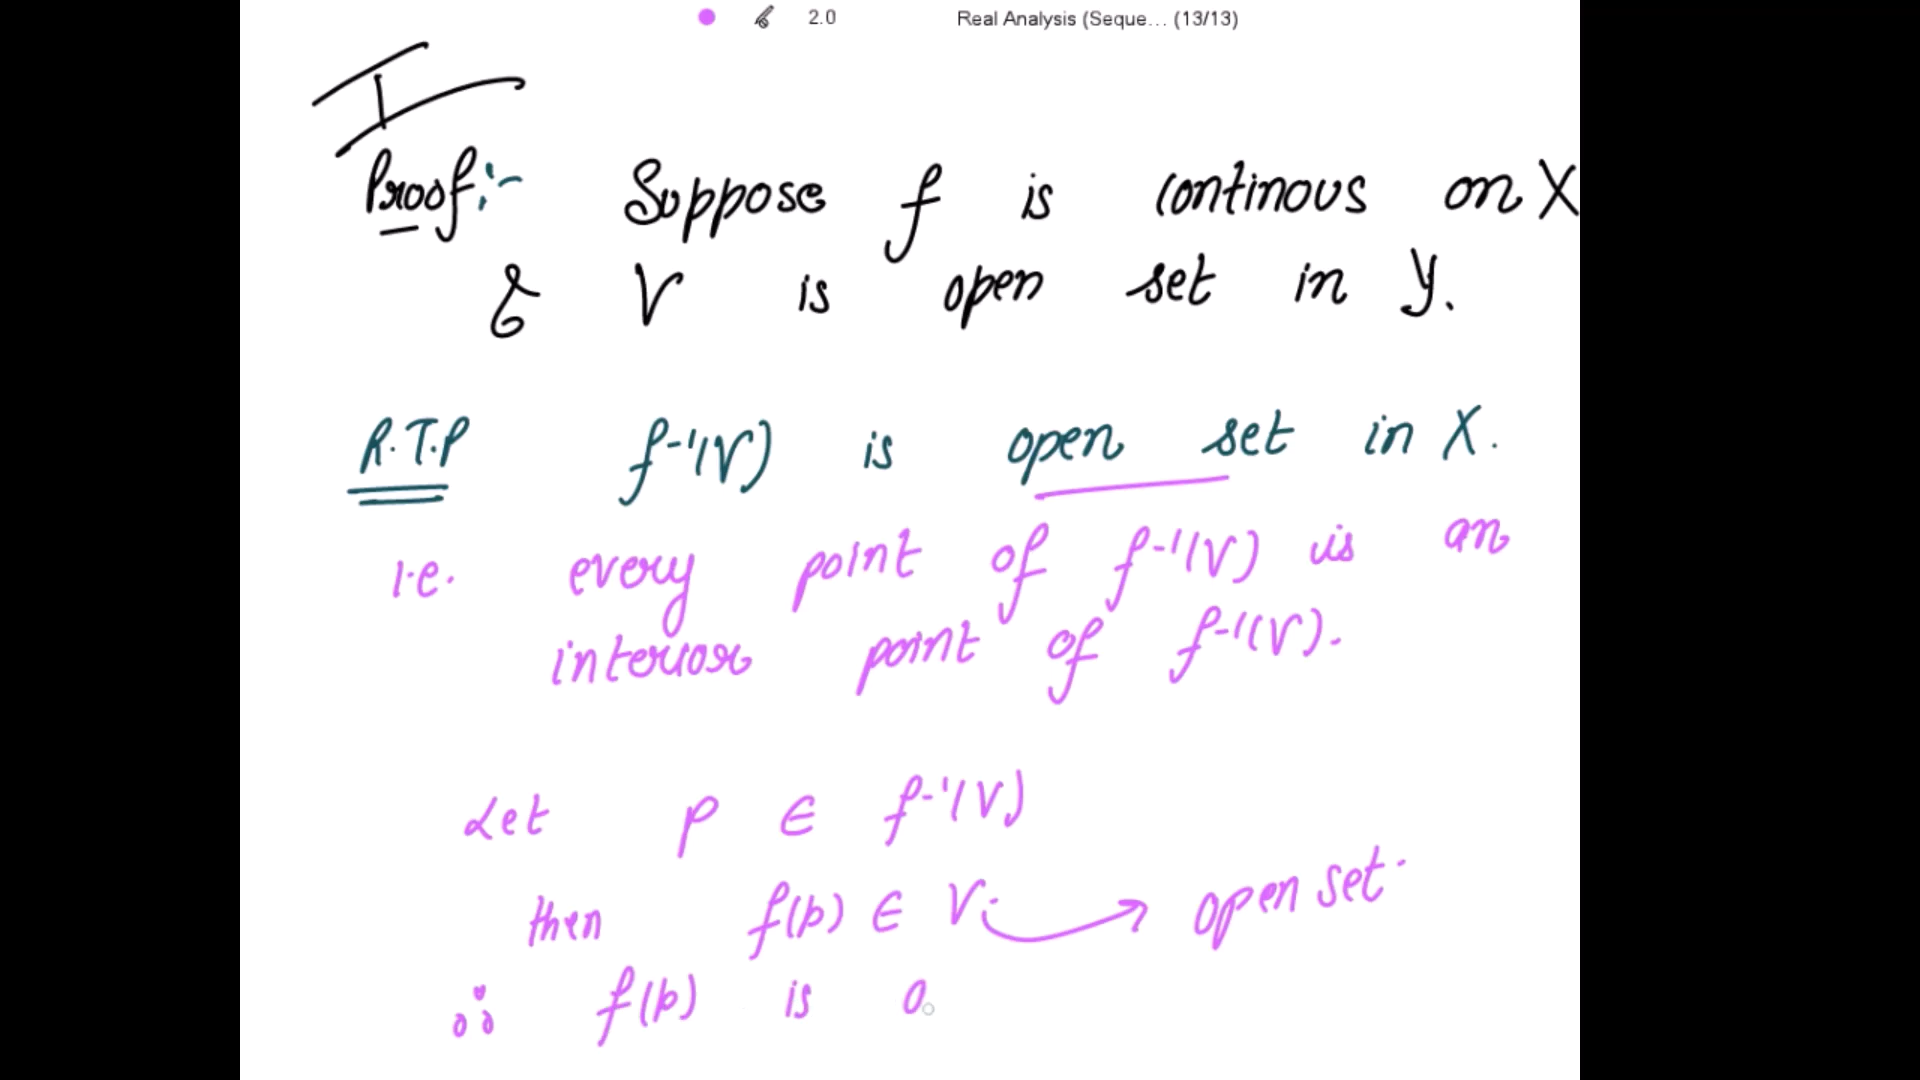 2.0 Real Analysis (Seque... (13/13)
I
Proof:- Suppose f is continous on X
& V is open set in Y.
R.T.P f⁻¹(V) is open set in X.
i.e. every point of f⁻¹(V) is an
interior point of f⁻¹(V).
Let p ∈ f⁻¹(V)
then f(p) ∈ V. → open set.
∴ f(p) is a